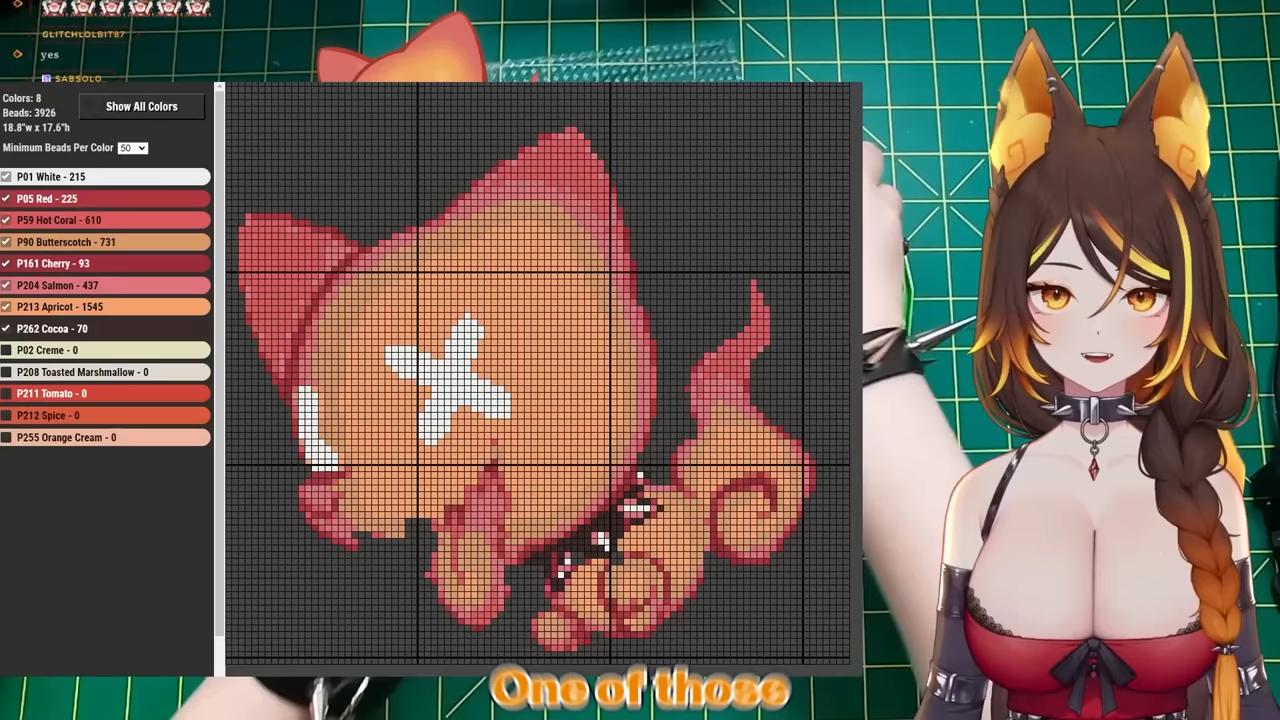 GLITCHLOLBIT87
yes
SABSOLO
Colors: 8
Beads: 3926
18.8"w x 17.6"h
Show All Colors
Minimum Beads Per Color 50
P01 White - 215
P05 Red - 225
P59 Hot Coral - 610
P90 Butterscotch - 731
P161 Cherry - 93
P204 Salmon - 437
P213 Apricot - 1545
P262 Cocoa - 70
P02 Creme - 0
P208 Toasted Marshmallow - 0
P211 Tomato - 0
P212 Spice - 0
P255 Orange Cream - 0
One of those